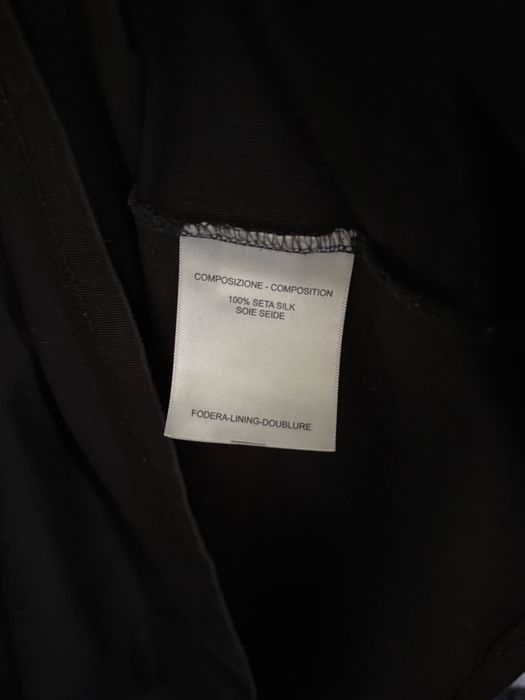 COMPOSIZIONE - COMPOSITION
100% SETA SILK
SOIE SEIDE
FODERA-LINING-DOUBLURE